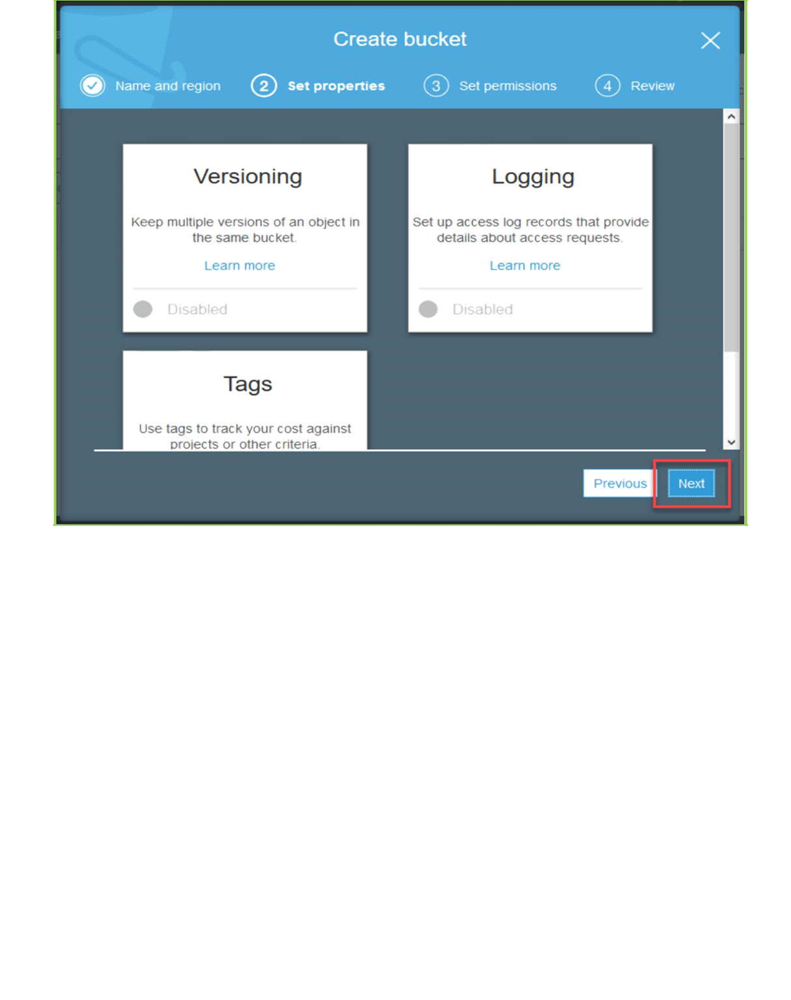 Create bucket
Name and region
2 Set properties
3 Set permissions
4 Review
Versioning
Keep multiple versions of an object in
the same bucket.
Learn more
Disabled
Logging
Set up access log records that provide
details about access requests.
Learn more
Disabled
Tags
Use tags to track your cost against
projects or other criteria.
Previous
Next